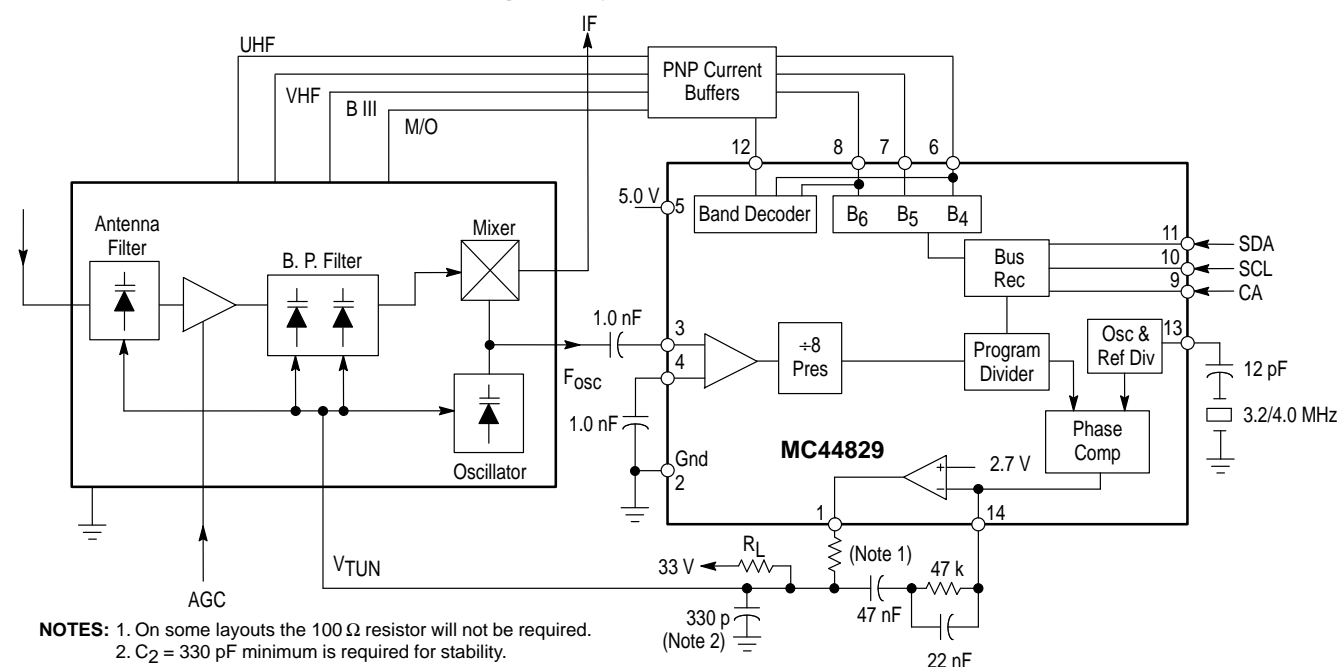 IF
UHF
VHF
B III
M/O
PNP Current
Buffers
12
8
7
6
5.0 V
5
Band Decoder
B6
B5
B4
Antenna
Filter
B. P. Filter
Mixer
11
SDA
10
SCL
9
CA
Bus
Rec
1.0 nF
3
4
÷8
Pres
Program
Divider
Osc &
Ref Div
13
12 pF
3.2/4.0 MHz
Fosc
1.0 nF
Phase
Comp
MC44829
Gnd
2
Oscillator
2.7 V
+
–
1
14
VTUN
AGC
33 V
RL
(Note 1)
47 k
330 p
(Note 2)
47 nF
22 nF
NOTES: 1. On some layouts the 100 Ω resistor will not be required.
2. C2 = 330 pF minimum is required for stability.